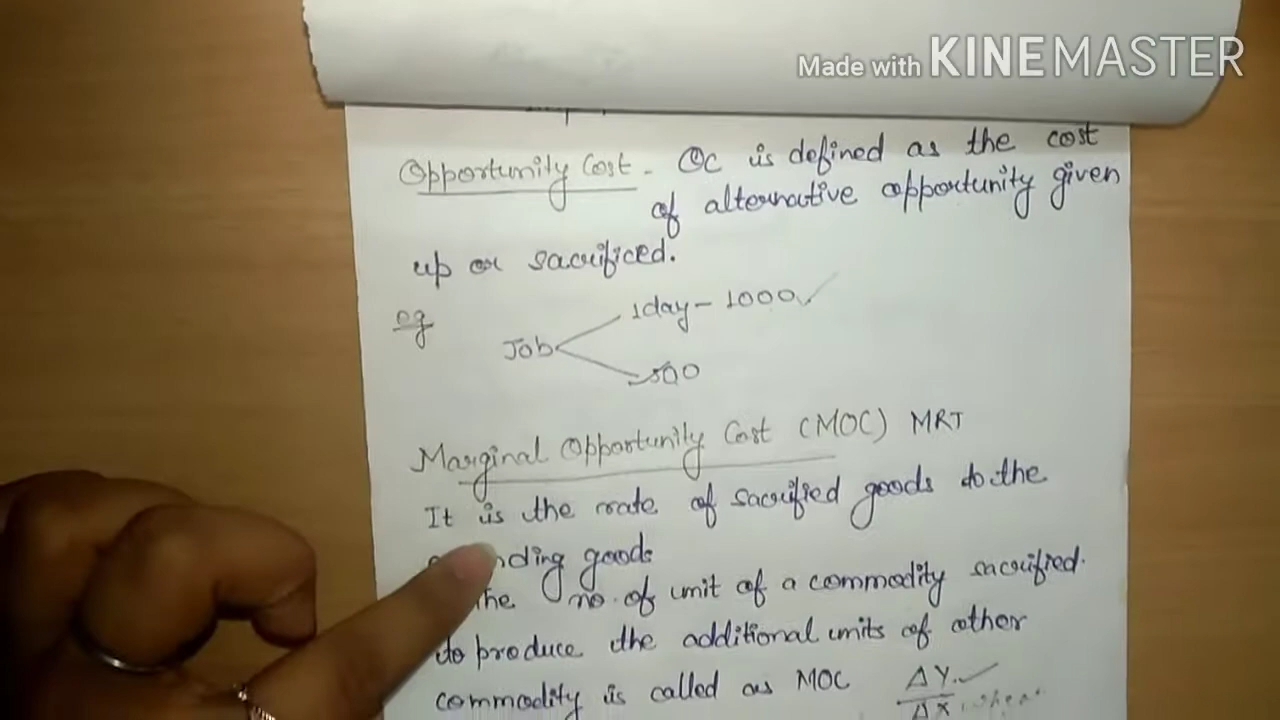 Made with KINEMASTER
Opportunity Cost - OC is defined as the cost
of alternative opportunity given
up or sacrificed.
eg
1day - 1000 ✓
Job
500
Marginal Opportunity Cost (MOC) MRT
It is the rate of sacrified goods to the
goods
The no. of unit of a commodity sacrified.
to produce the additional units of other
commodity is called as MOC
ΔY ✓
ΔX